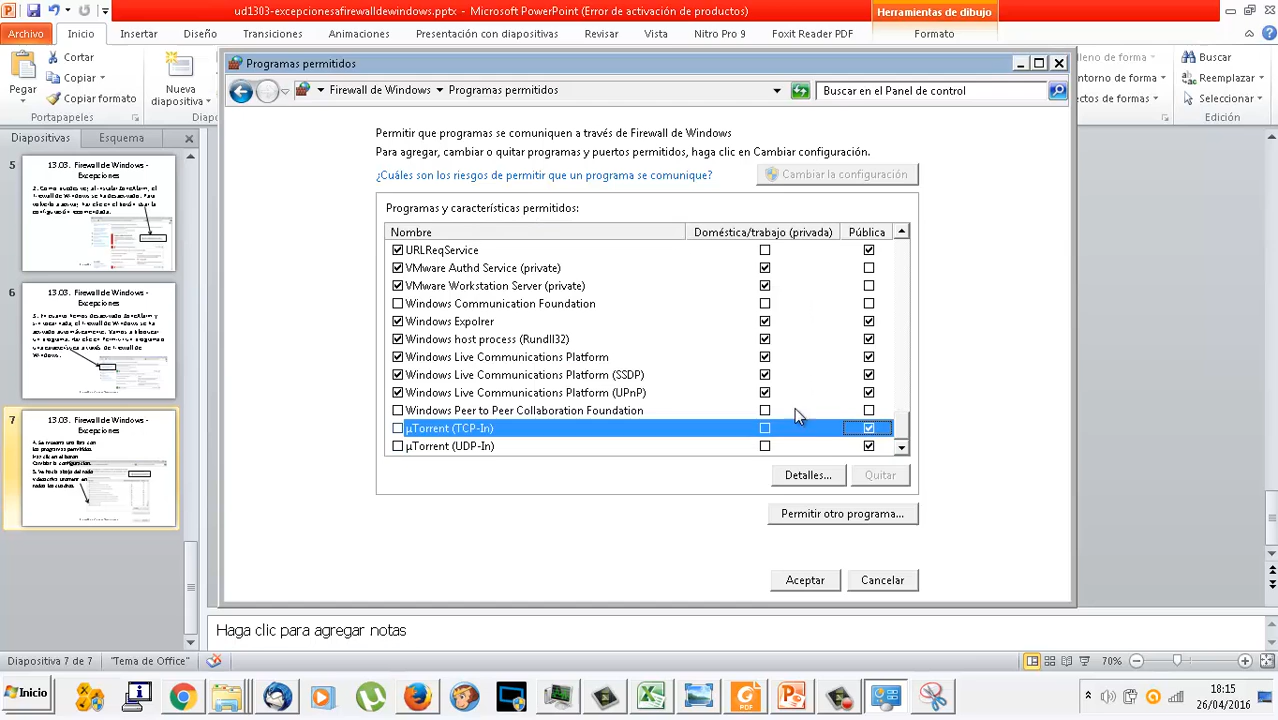 ud1303-excepcionesafirewalldewindows.pptx - Microsoft PowerPoint (Error de activación de productos)
Herramientas de dibujo
Archivo Inicio Insertar Diseño Transiciones Animaciones Presentación con diapositivas Revisar Vista Nitro Pro 9 Foxit Reader PDF Formato
Pegar
Cortar
Copiar
Copiar formato
Portapapeles
Nueva
diapositiva
Buscar
Reemplazar
Seleccionar
Edición
Diapositivas Esquema
Programas permitidos
Firewall de Windows Programas permitidos
Buscar en el Panel de control
Permitir que programas se comuniquen a través de Firewall de Windows
Para agregar, cambiar o quitar programas y puertos permitidos, haga clic en Cambiar configuración.
¿Cuáles son los riesgos de permitir que un programa se comunique?
Cambiar la configuración
Programas y características permitidos:
Nombre Doméstica/trabajo (privada) Pública
URLReqService
VMware Authd Service (private)
VMware Workstation Server (private)
Windows Communication Foundation
Windows Expolrer
Windows host process (Rundll32)
Windows Live Communications Platform
Windows Live Communications Platform (SSDP)
Windows Live Communications Platform (UPnP)
Windows Peer to Peer Collaboration Foundation
µTorrent (TCP-In)
µTorrent (UDP-In)
Detalles... Quitar
Permitir otro programa...
Aceptar Cancelar
5
13.03. Firewall de Windows -
Excepciones
6
13.03. Firewall de Windows -
Excepciones
7
13.03. Firewall de Windows -
Excepciones
Haga clic para agregar notas
Diapositiva 7 de 7 "Tema de Office" 70%
Inicio
18:15
26/04/2016